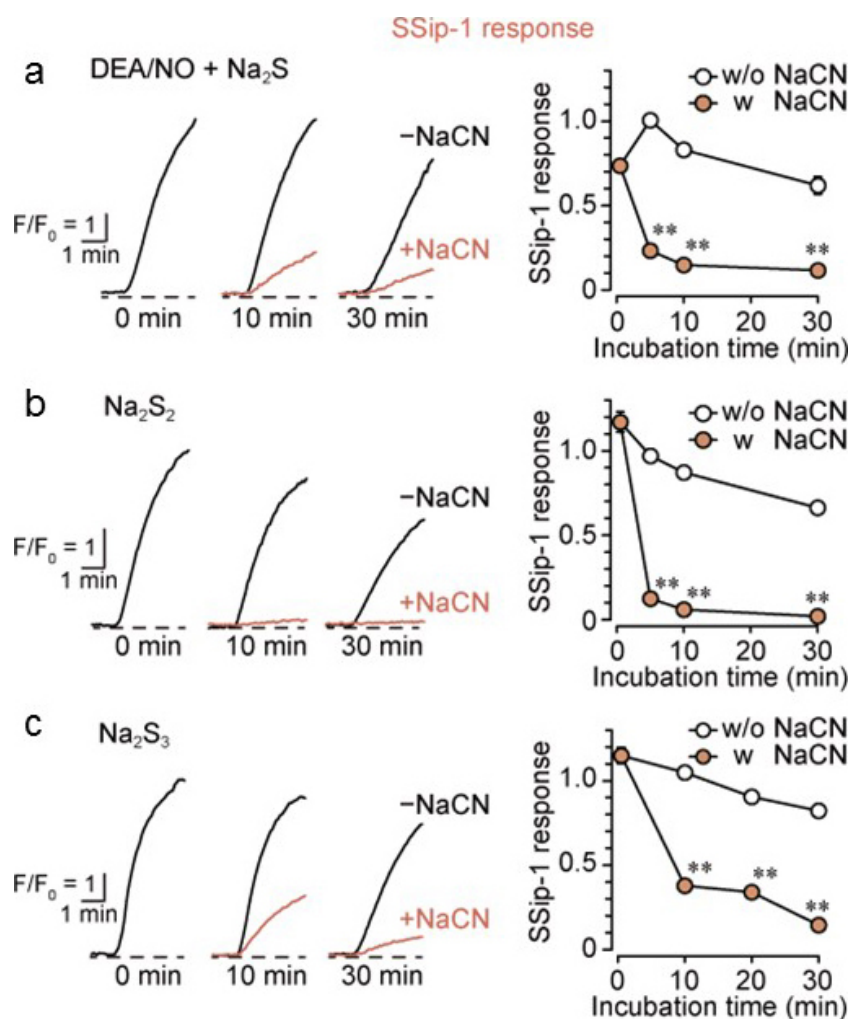 SSip-1 response
a
DEA/NO + Na₂S
−NaCN
+NaCN
F/F₀ = 1
1 min
0 min
10 min
30 min
w/o NaCN
w NaCN
SSip-1 response
1.0
0.5
0
**
**
**
0
10
20
30
Incubation time (min)
b
Na₂S₂
−NaCN
+NaCN
F/F₀ = 1
1 min
0 min
10 min
30 min
w/o NaCN
w NaCN
SSip-1 response
1.0
0.5
0
**
**
**
0
10
20
30
Incubation time (min)
c
Na₂S₃
−NaCN
+NaCN
F/F₀ = 1
1 min
0 min
10 min
30 min
w/o NaCN
w NaCN
SSip-1 response
1.0
0.5
0
**
**
**
0
10
20
30
Incubation time (min)